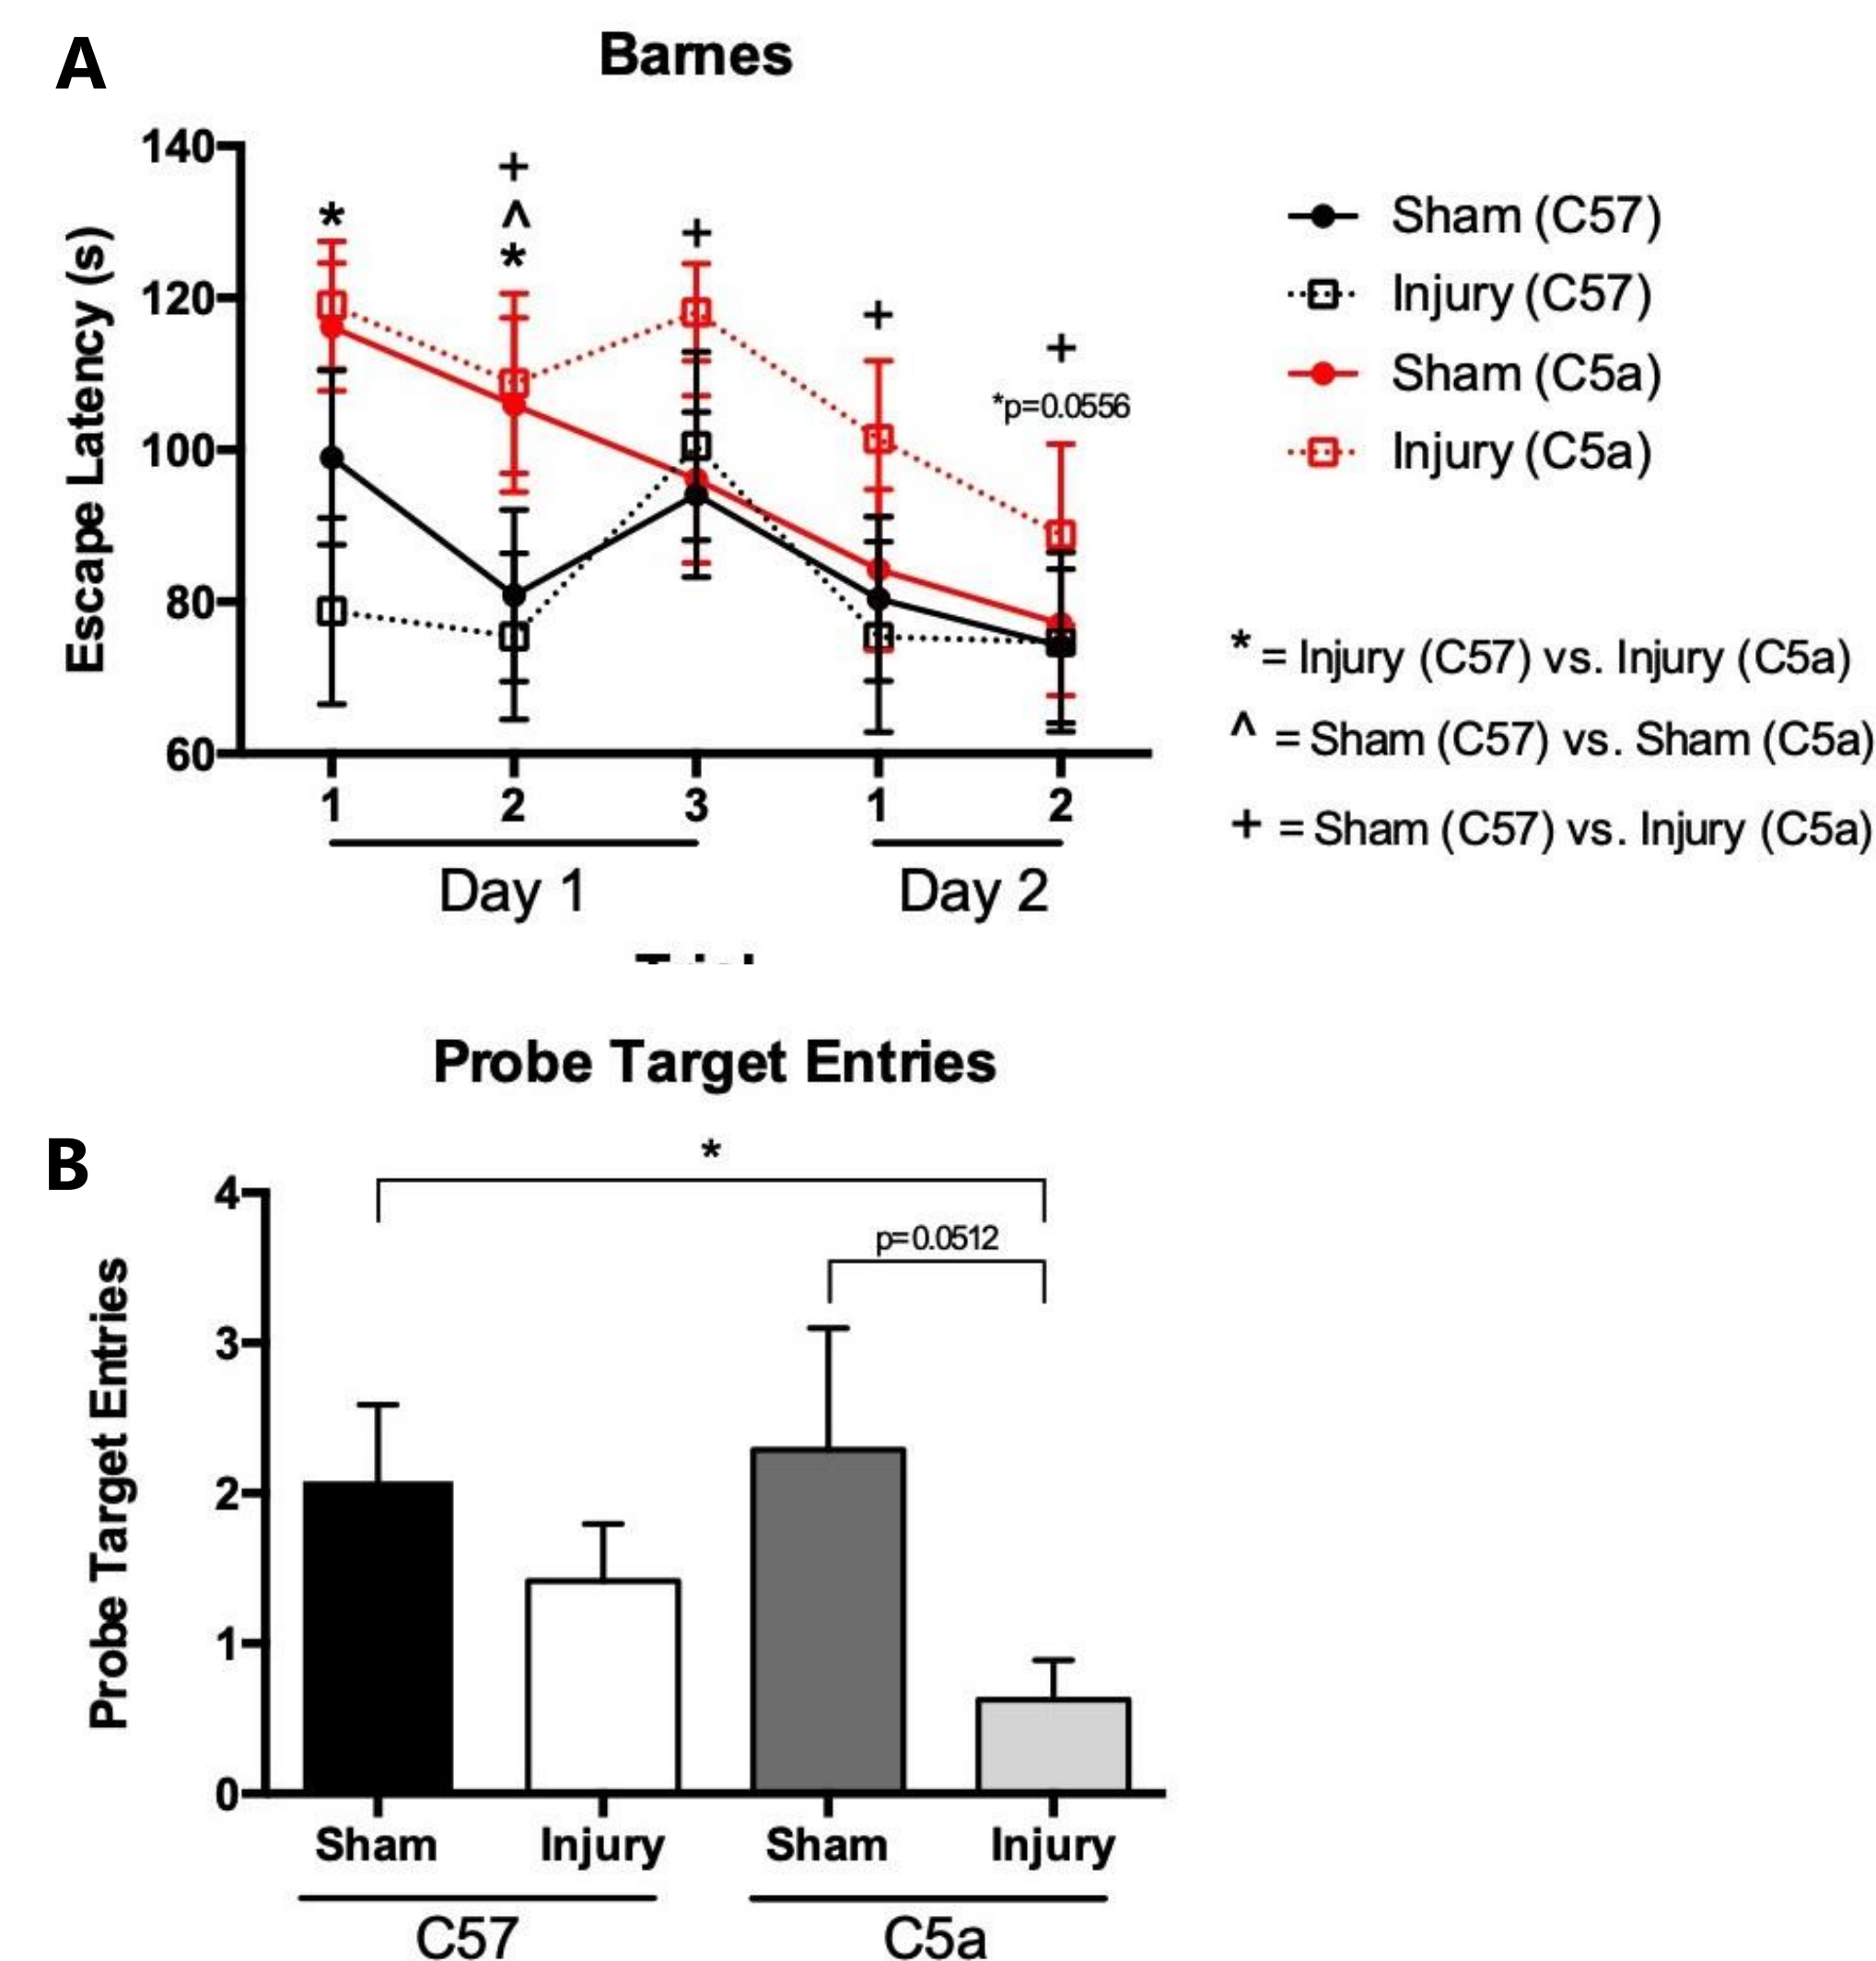 A
Barnes
140
120
100
80
60
Escape Latency (s)
*
+
^
*
+
+
+
*p=0.0556
1 2 3 1 2
Day 1 Day 2
Sham (C57)
Injury (C57)
Sham (C5a)
Injury (C5a)
* = Injury (C57) vs. Injury (C5a)
^ = Sham (C57) vs. Sham (C5a)
+ = Sham (C57) vs. Injury (C5a)
Probe Target Entries
B
*
p=0.0512
4
3
2
1
0
Probe Target Entries
Sham Injury Sham Injury
C57 C5a